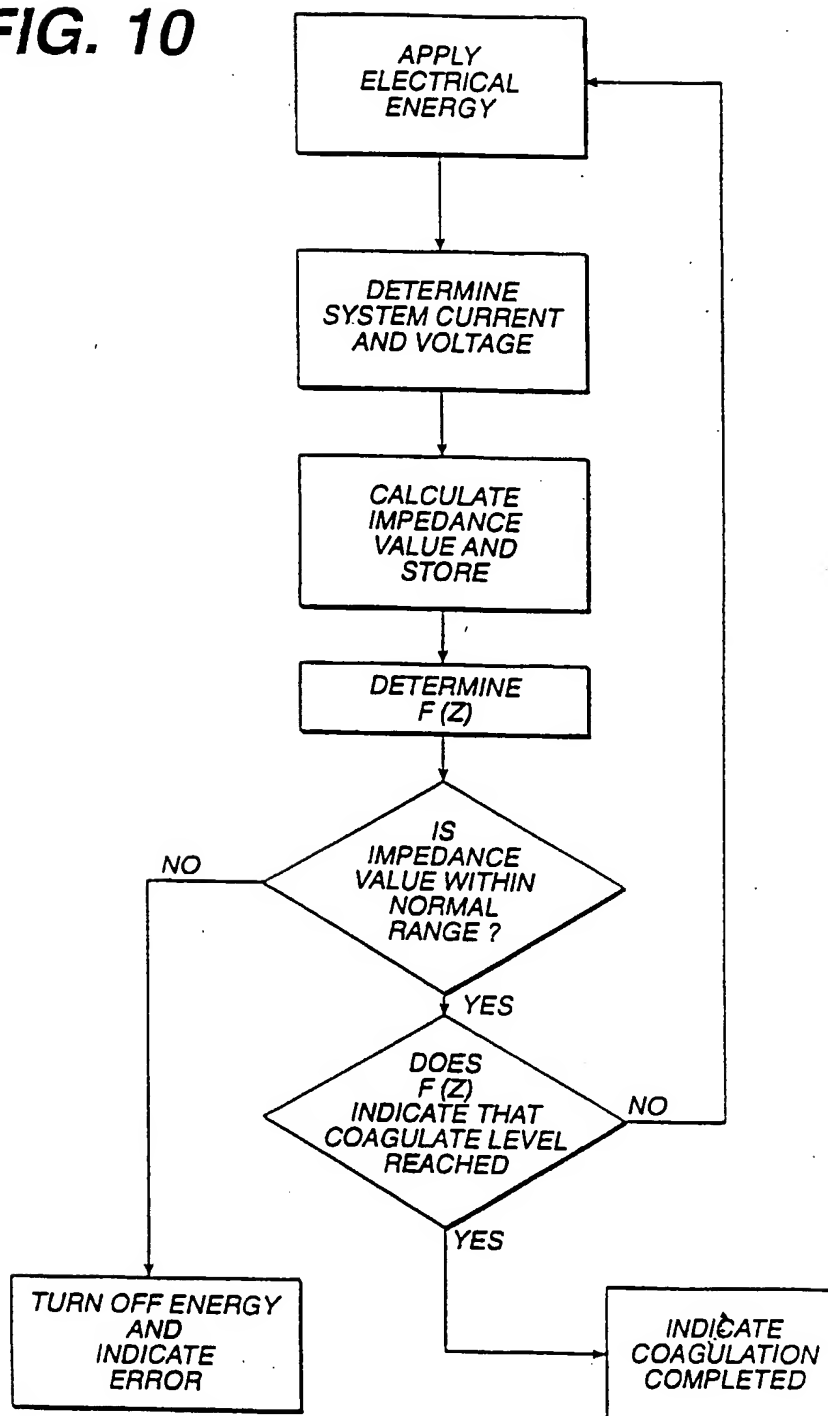 FIG. 10
APPLY
ELECTRICAL
ENERGY
DETERMINE
SYSTEM CURRENT
AND VOLTAGE
CALCULATE
IMPEDANCE
VALUE AND
STORE
DETERMINE
F (Z)
IS
IMPEDANCE
VALUE WITHIN
NORMAL
RANGE ?
NO
YES
DOES
F (Z)
INDICATE THAT
COAGULATE LEVEL
REACHED
NO
YES
TURN OFF ENERGY
AND
INDICATE
ERROR
INDICATE
COAGULATION
COMPLETED